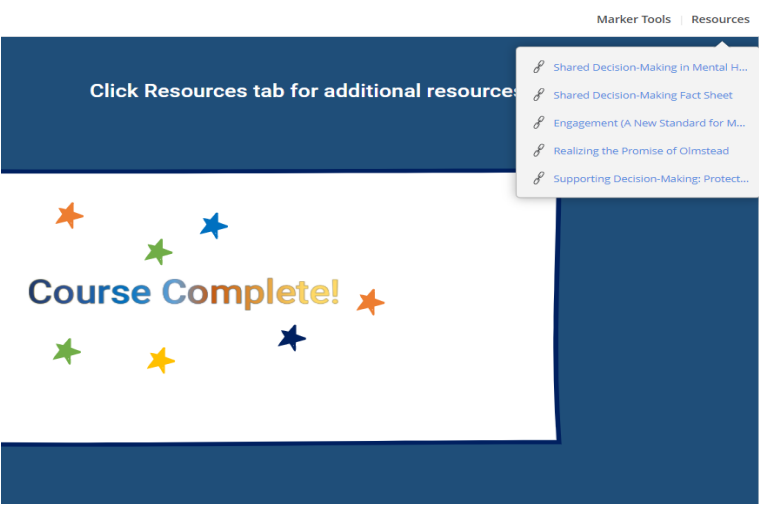 Marker Tools | Resources
Click Resources tab for additional resources
Shared Decision-Making in Mental H...
Shared Decision-Making Fact Sheet
Engagement (A New Standard for M...
Realizing the Promise of Olmstead
Supporting Decision-Making: Protect...
Course Complete!